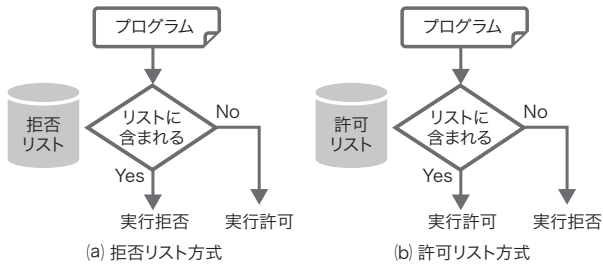 プログラム
拒否
リスト
リストに
含まれる
No
Yes
実行拒否
実行許可
(a) 拒否リスト方式
プログラム
許可
リスト
リストに
含まれる
No
Yes
実行許可
実行拒否
(b) 許可リスト方式